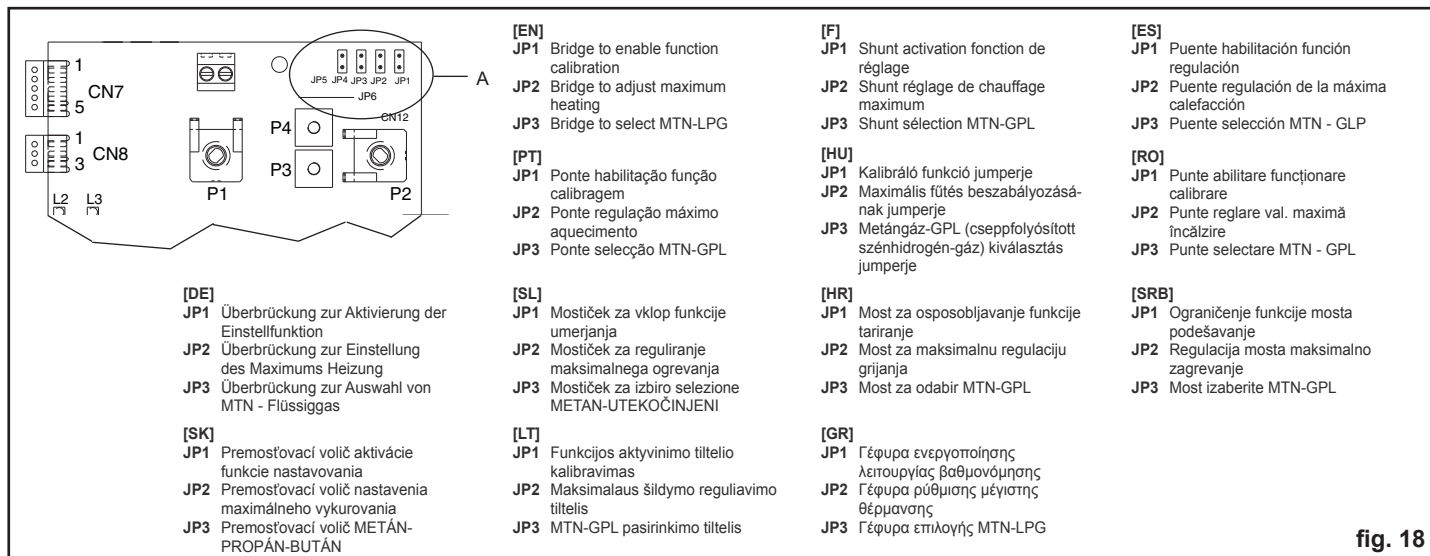 1
CN7
5
1
CN8
3
L2 L3
P1
P4
P3
P2
CN12
JP5 JP4 JP3 JP2 JP1
JP6
A
[EN]
JP1 Bridge to enable function
calibration
JP2 Bridge to adjust maximum
heating
JP3 Bridge to select MTN-LPG
[F]
JP1 Shunt activation fonction de
réglage
JP2 Shunt réglage de chauffage
maximum
JP3 Shunt sélection MTN-GPL
[ES]
JP1 Puente habilitación función
regulación
JP2 Puente regulación de la máxima
calefacción
JP3 Puente selección MTN - GLP
[PT]
JP1 Ponte habilitação função
calibragem
JP2 Ponte regulação máximo
aquecimento
JP3 Ponte selecção MTN-GPL
[HU]
JP1 Kalibráló funkció jumperje
JP2 Maximális fűtés beszabályozásá-
nak jumperje
JP3 Metángáz-GPL (cseppfolyósított
szénhidrogén-gáz) kiválasztás
jumperje
[RO]
JP1 Punte abilitare funcționare
calibrare
JP2 Punte reglare val. maximă
încălzire
JP3 Punte selectare MTN - GPL
[DE]
JP1 Überbrückung zur Aktivierung der
Einstellfunktion
JP2 Überbrückung zur Einstellung
des Maximums Heizung
JP3 Überbrückung zur Auswahl von
MTN - Flüssiggas
[SL]
JP1 Mostiček za vklop funkcije
umerjanja
JP2 Mostiček za reguliranje
maksimalnega ogrevanja
JP3 Mostiček za izbiro selezione
METAN-UTEKOČINJENI
[HR]
JP1 Most za osposobljavanje funkcije
tariranje
JP2 Most za maksimalnu regulaciju
grijanja
JP3 Most za odabir MTN-GPL
[SRB]
JP1 Ograničenje funkcije mosta
podešavanje
JP2 Regulacija mosta maksimalno
zagrevanje
JP3 Most izaberite MTN-GPL
[SK]
JP1 Premosťovací volič aktivácie
funkcie nastavovania
JP2 Premosťovací volič nastavenia
maximálneho vykurovania
JP3 Premosťovací volič METÁN-
PROPÁN-BUTÁN
[LT]
JP1 Funkcijos aktyvinimo tiltelio
kalibravimas
JP2 Maksimalaus šildymo reguliavimo
tiltelis
JP3 MTN-GPL pasirinkimo tiltelis
[GR]
JP1 Γέφυρα ενεργοποίησης
λειτουργίας βαθμονόμησης
JP2 Γέφυρα ρύθμισης μέγιστης
θέρμανσης
JP3 Γέφυρα επιλογής MTN-LPG
fig. 18